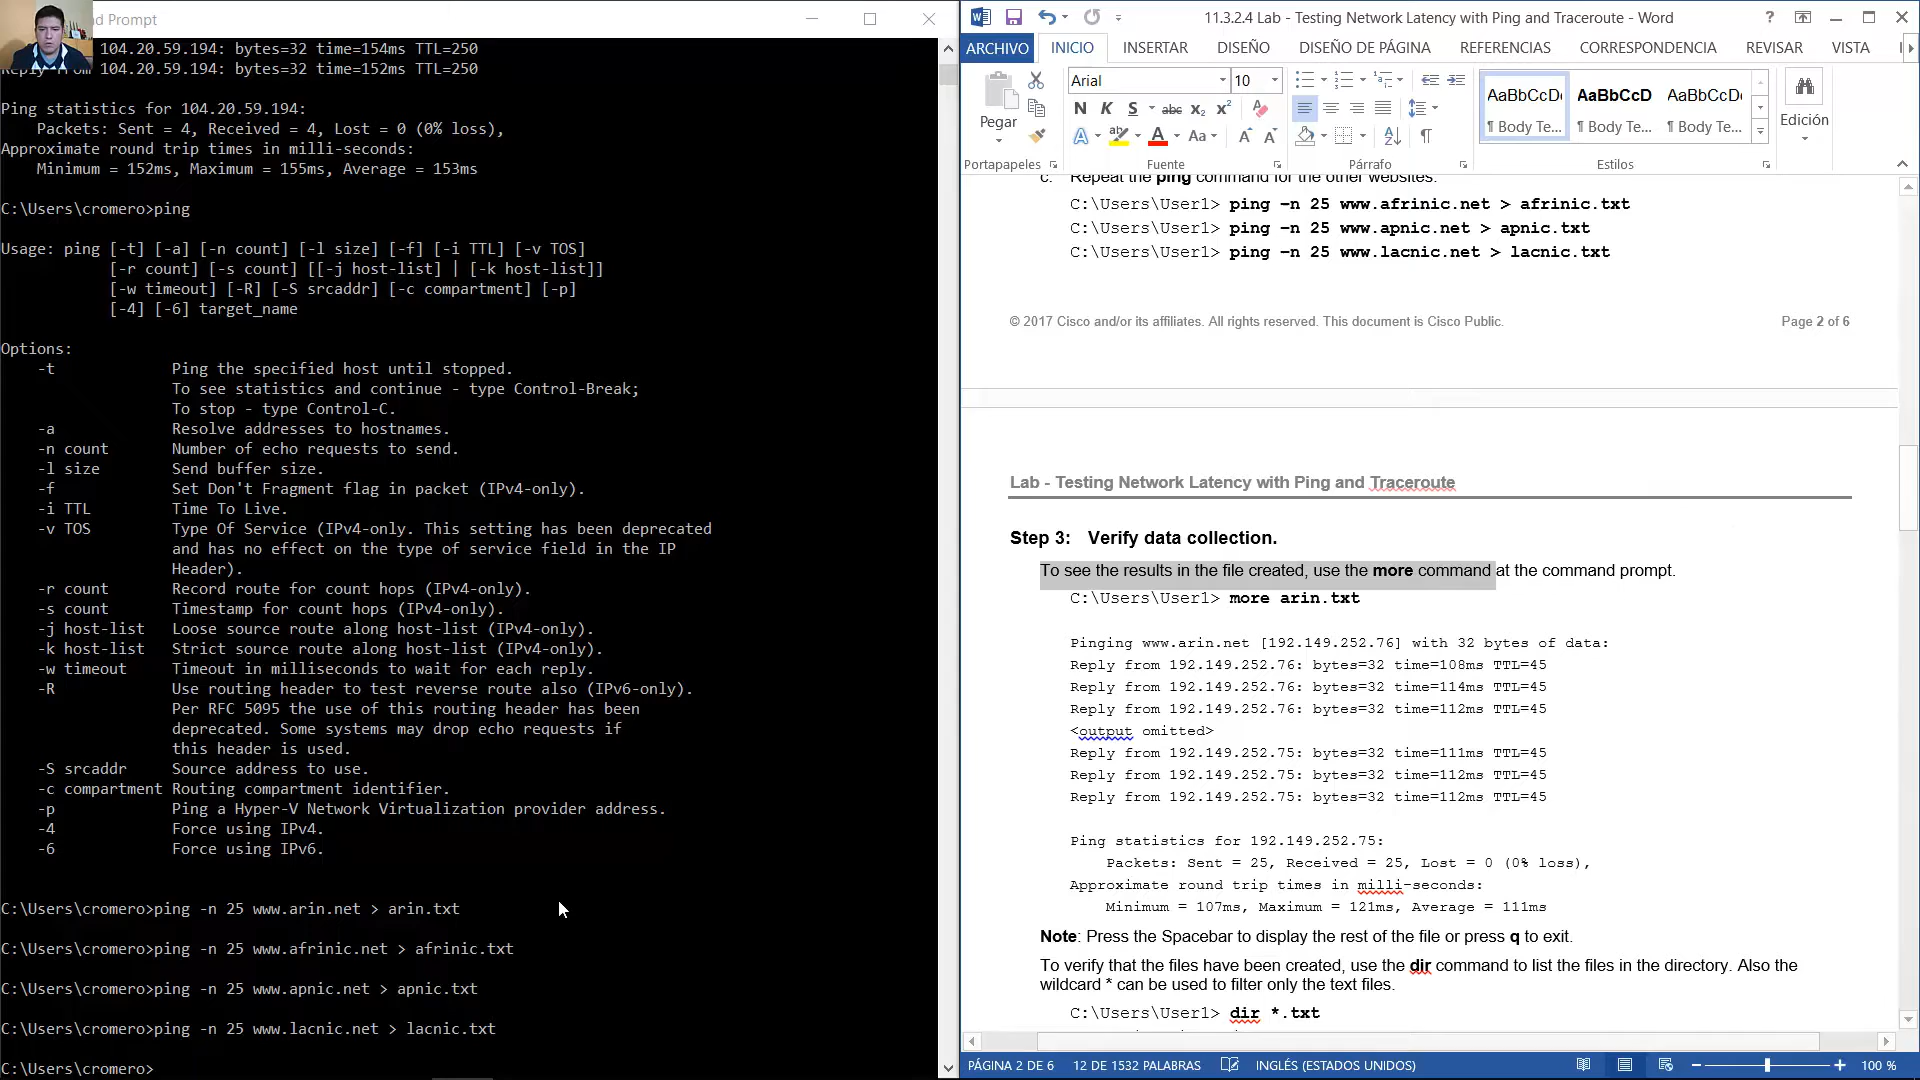 nd Prompt
104.20.59.194: bytes=32 time=154ms TTL=250
Reply from 104.20.59.194: bytes=32 time=152ms TTL=250
Ping statistics for 104.20.59.194:
Packets: Sent = 4, Received = 4, Lost = 0 (0% loss),
Approximate round trip times in milli-seconds:
Minimum = 152ms, Maximum = 155ms, Average = 153ms
C:\Users\cromero>ping
Usage: ping [-t] [-a] [-n count] [-l size] [-f] [-i TTL] [-v TOS]
[-r count] [-s count] [[-j host-list] | [-k host-list]]
[-w timeout] [-R] [-S srcaddr] [-c compartment] [-p]
[-4] [-6] target_name
Options:
-t Ping the specified host until stopped.
To see statistics and continue - type Control-Break;
To stop - type Control-C.
-a Resolve addresses to hostnames.
-n count Number of echo requests to send.
-l size Send buffer size.
-f Set Don't Fragment flag in packet (IPv4-only).
-i TTL Time To Live.
-v TOS Type Of Service (IPv4-only. This setting has been deprecated
and has no effect on the type of service field in the IP
Header).
-r count Record route for count hops (IPv4-only).
-s count Timestamp for count hops (IPv4-only).
-j host-list Loose source route along host-list (IPv4-only).
-k host-list Strict source route along host-list (IPv4-only).
-w timeout Timeout in milliseconds to wait for each reply.
-R Use routing header to test reverse route also (IPv6-only).
Per RFC 5095 the use of this routing header has been
deprecated. Some systems may drop echo requests if
this header is used.
-S srcaddr Source address to use.
-c compartment Routing compartment identifier.
-p Ping a Hyper-V Network Virtualization provider address.
-4 Force using IPv4.
-6 Force using IPv6.
C:\Users\cromero>ping -n 25 www.arin.net > arin.txt
C:\Users\cromero>ping -n 25 www.afrinic.net > afrinic.txt
C:\Users\cromero>ping -n 25 www.apnic.net > apnic.txt
C:\Users\cromero>ping -n 25 www.lacnic.net > lacnic.txt
C:\Users\cromero>
11.3.2.4 Lab - Testing Network Latency with Ping and Traceroute - Word
ARCHIVO INICIO INSERTAR DISEÑO DISEÑO DE PÁGINA REFERENCIAS CORRESPONDENCIA REVISAR VISTA
Arial 10
Pegar
N K S abc X₂ X²
A ab A Aa A A
AaBbCcDc AaBbCcD AaBbCcDc
¶ Body Te... ¶ Body Te... ¶ Body Te...
Edición
Portapapeles Fuente Párrafo Estilos
c. Repeat the ping command for the other websites.
C:\Users\User1> ping –n 25 www.afrinic.net > afrinic.txt
C:\Users\User1> ping –n 25 www.apnic.net > apnic.txt
C:\Users\User1> ping –n 25 www.lacnic.net > lacnic.txt
© 2017 Cisco and/or its affiliates. All rights reserved. This document is Cisco Public. Page 2 of 6
Lab - Testing Network Latency with Ping and Traceroute
Step 3: Verify data collection.
To see the results in the file created, use the more command at the command prompt.
C:\Users\User1> more arin.txt
Pinging www.arin.net [192.149.252.76] with 32 bytes of data:
Reply from 192.149.252.76: bytes=32 time=108ms TTL=45
Reply from 192.149.252.76: bytes=32 time=114ms TTL=45
Reply from 192.149.252.76: bytes=32 time=112ms TTL=45
<output omitted>
Reply from 192.149.252.75: bytes=32 time=111ms TTL=45
Reply from 192.149.252.75: bytes=32 time=112ms TTL=45
Reply from 192.149.252.75: bytes=32 time=112ms TTL=45
Ping statistics for 192.149.252.75:
Packets: Sent = 25, Received = 25, Lost = 0 (0% loss),
Approximate round trip times in milli-seconds:
Minimum = 107ms, Maximum = 121ms, Average = 111ms
Note: Press the Spacebar to display the rest of the file or press q to exit.
To verify that the files have been created, use the dir command to list the files in the directory. Also the
wildcard * can be used to filter only the text files.
C:\Users\User1> dir *.txt
PÁGINA 2 DE 6 12 DE 1532 PALABRAS INGLÉS (ESTADOS UNIDOS) 100 %